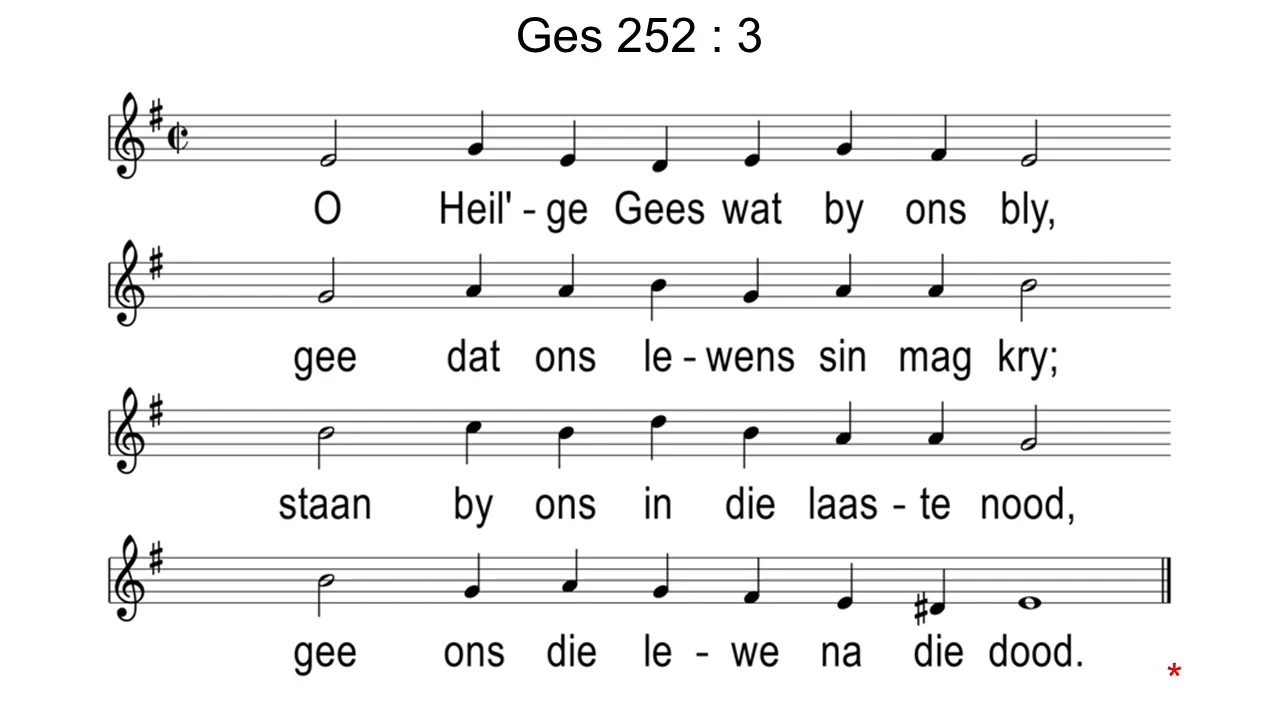 Ges 252 : 3
O Heil' - ge Gees wat by ons bly,
gee dat ons le - wens sin mag kry;
staan by ons in die laas - te nood,
gee ons die le - we na die dood.
*